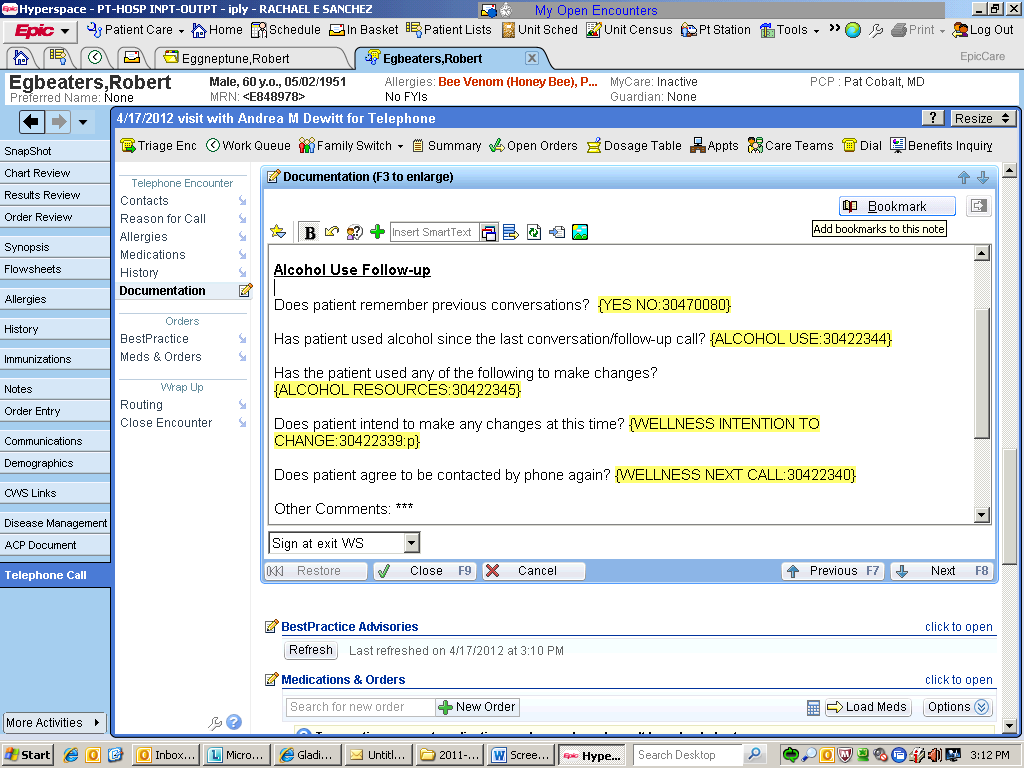 Hyperspace - PT-HOSP INPT-OUTPT - iply - RACHAEL E SANCHEZ
My Open Encounters
Epic Patient Care Home Schedule In Basket Patient Lists Unit Sched Unit Census Pt Station Tools Print Log Out
Eggneptune,Robert Egbeaters,Robert EpicCare
Egbeaters,Robert
Preferred Name: None
Male, 60 y.o., 05/02/1951
MRN: <E848978>
Allergies: Bee Venom (Honey Bee), P...
No FYIs
MyCare: Inactive
Guardian: None
PCP : Pat Cobalt, MD
4/17/2012 visit with Andrea M Dewitt for Telephone ? Resize
Triage Enc Work Queue Family Switch Summary Open Orders Dosage Table Appts Care Teams Dial Benefits Inquiry
SnapShot
Chart Review
Results Review
Order Review
Synopsis
Flowsheets
Allergies
History
Immunizations
Notes
Order Entry
Communications
Demographics
CWS Links
Disease Management
ACP Document
Telephone Call
More Activities
Telephone Encounter
Contacts
Reason for Call
Allergies
Medications
History
Documentation
Orders
BestPractice
Meds & Orders
Wrap Up
Routing
Close Encounter
Documentation (F3 to enlarge)
Bookmark
Add bookmarks to this note
B Insert SmartText
Alcohol Use Follow-up
Does patient remember previous conversations? {YES NO:30470080}
Has patient used alcohol since the last conversation/follow-up call? {ALCOHOL USE:30422344}
Has the patient used any of the following to make changes?
{ALCOHOL RESOURCES:30422345}
Does patient intend to make any changes at this time? {WELLNESS INTENTION TO
CHANGE:30422339:p}
Does patient agree to be contacted by phone again? {WELLNESS NEXT CALL:30422340}
Other Comments: ***
Sign at exit WS
Restore Close F9 Cancel Previous F7 Next F8
BestPractice Advisories click to open
Refresh Last refreshed on 4/17/2012 at 3:10 PM
Medications & Orders click to open
Search for new order New Order Load Meds Options
Start Inbox... Micro... Gladi... Untitl... 2011-... Scree... Hype... Search Desktop 3:12 PM